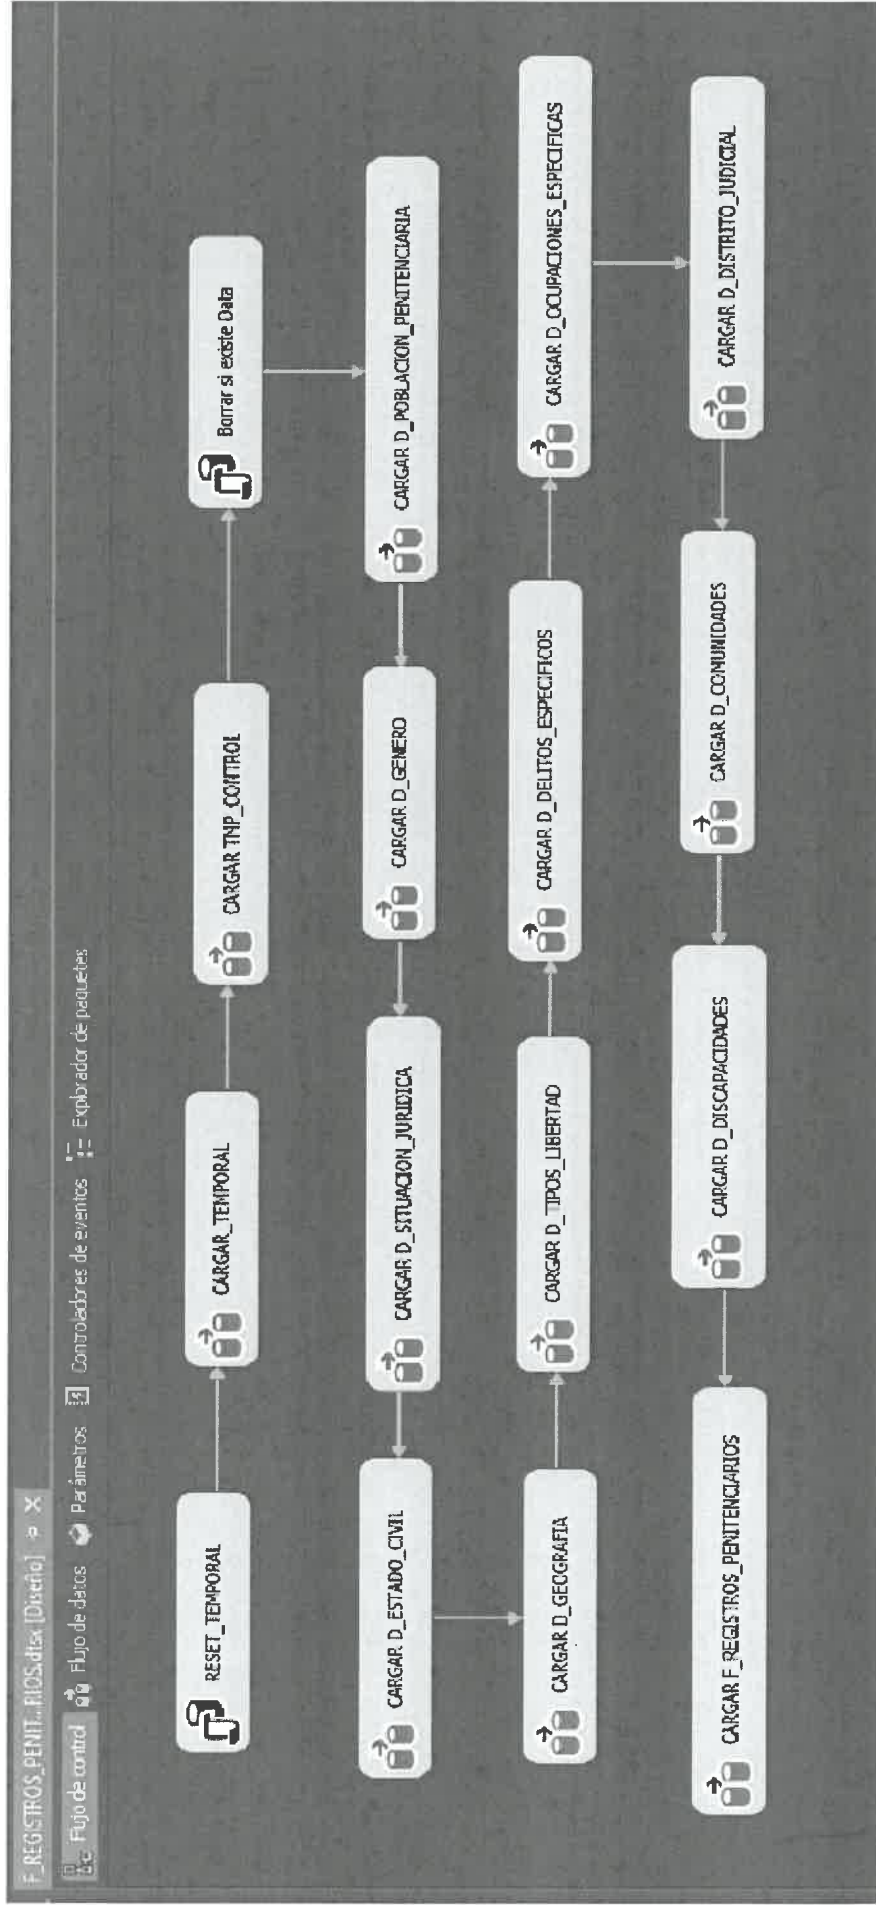 F_REGISTROS_PENIT...RIOS.dtsx [Diseño]
Flujo de control Flujo de datos Parámetros Controladores de eventos Explorador de paquetes
RESET_TEMPORAL
CARGAR_TEMPORAL
CARGAR TNP_CONTROL
Borrar si existe Data
CARGAR D_POBLACION_PENITENCIARIA
CARGAR D_GENERO
CARGAR D_SITUACION_JURIDICA
CARGAR D_ESTADO_CIVIL
CARGAR D_GEOGRAFIA
CARGAR D_TIPOS_LIBERTAD
CARGAR D_DELITOS_ESPECIFICOS
CARGAR D_OCUPACIONES_ESPECIFICAS
CARGAR D_DISTRITO_JUDICIAL
CARGAR D_COMUNIDADES
CARGAR D_DISCAPACIDADES
CARGAR F_REGISTROS_PENITENCIARIOS